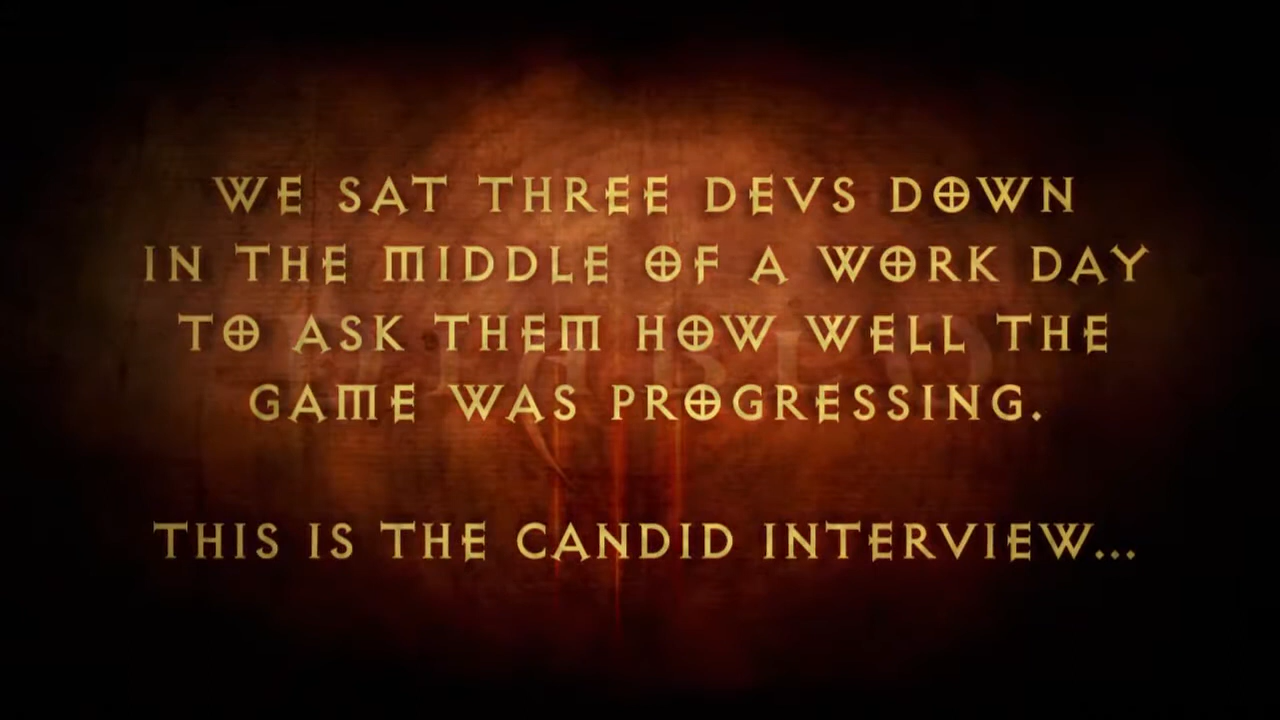 WE SAT THREE DEVS DOWN
IN THE MIDDLE OF A WORK DAY
TO ASK THEM HOW WELL THE
GAME WAS PROGRESSING.
DIABLO
THIS IS THE CANDID INTERVIEW...